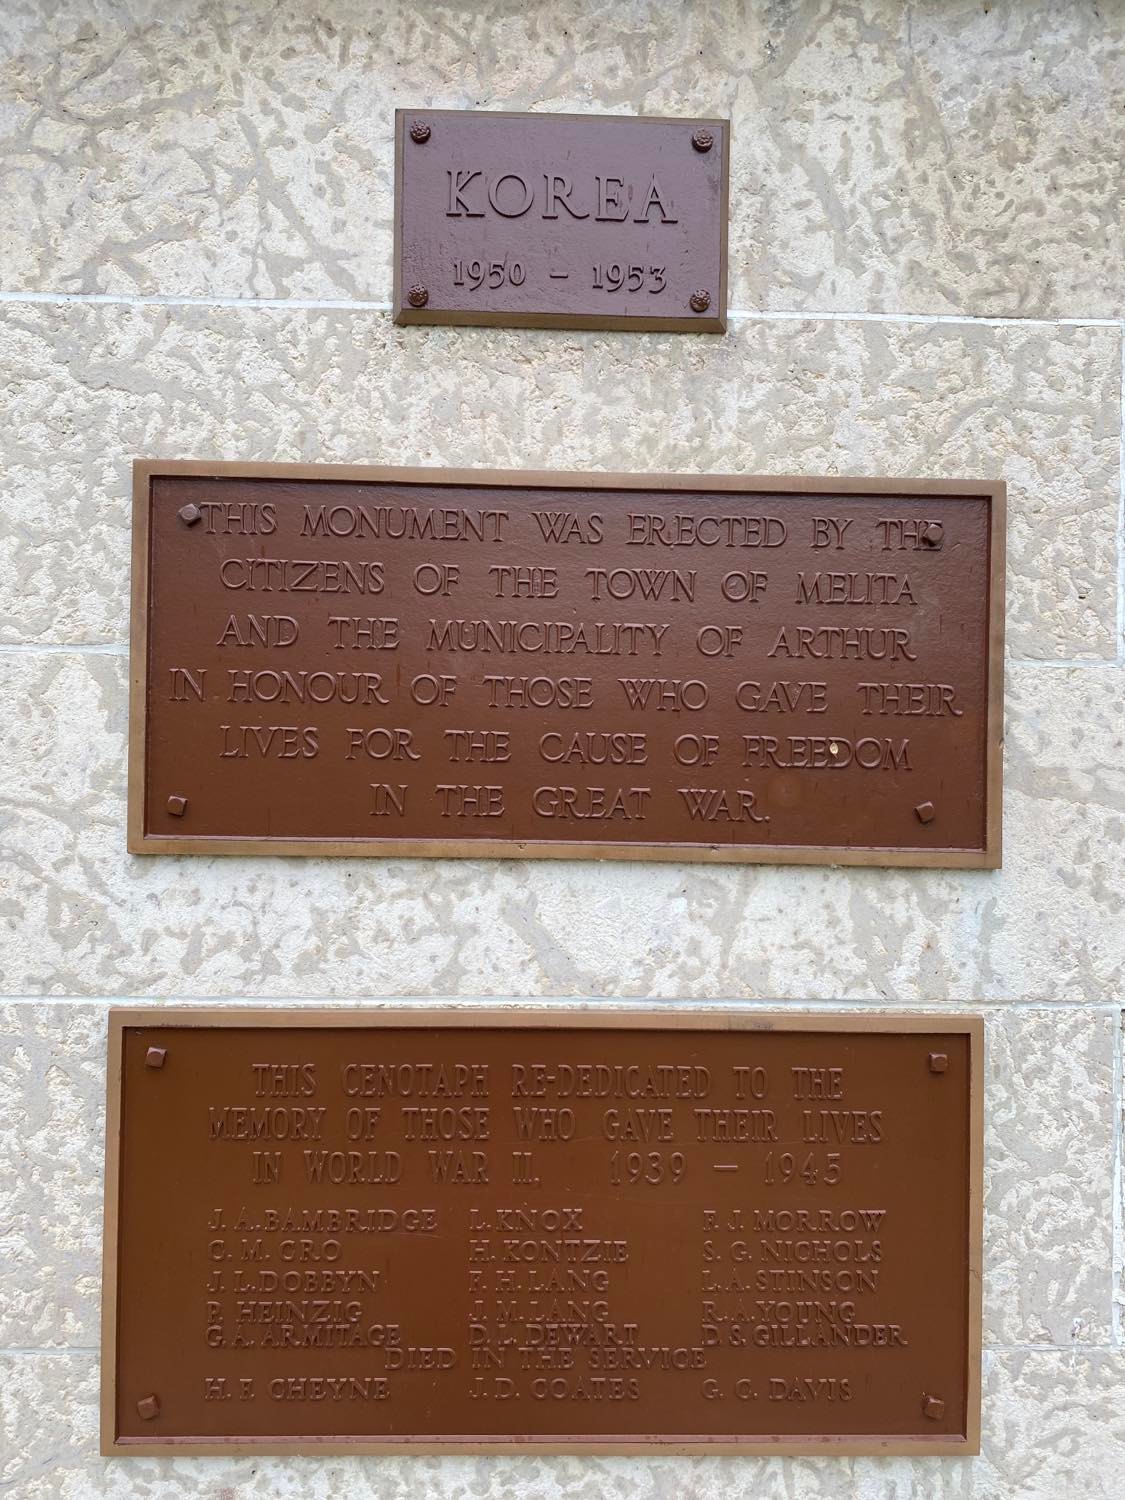 KOREA
1950 – 1953
THIS MONUMENT WAS ERECTED BY THE
CITIZENS OF THE TOWN OF MELITA
AND THE MUNICIPALITY OF ARTHUR
IN HONOUR OF THOSE WHO GAVE THEIR
LIVES FOR THE CAUSE OF FREEDOM
IN THE GREAT WAR.
THIS CENOTAPH RE-DEDICATED TO THE
MEMORY OF THOSE WHO GAVE THEIR LIVES
IN WORLD WAR II. 1939 – 1945
J. A. BAMBRIDGE L. KNOX F. J. MORROW
C. M. CRO H. KONTZIE S. G. NICHOLS
J. L. DOBBYN F. H. LANG L. A. STINSON
P. HEINZIG J. M. LANG R. A. YOUNG
G. A. ARMITAGE D. L. DEWART D. S. GILLANDER
DIED IN THE SERVICE
H. F. CHEYNE J. D. COATES G. C. DAVIS